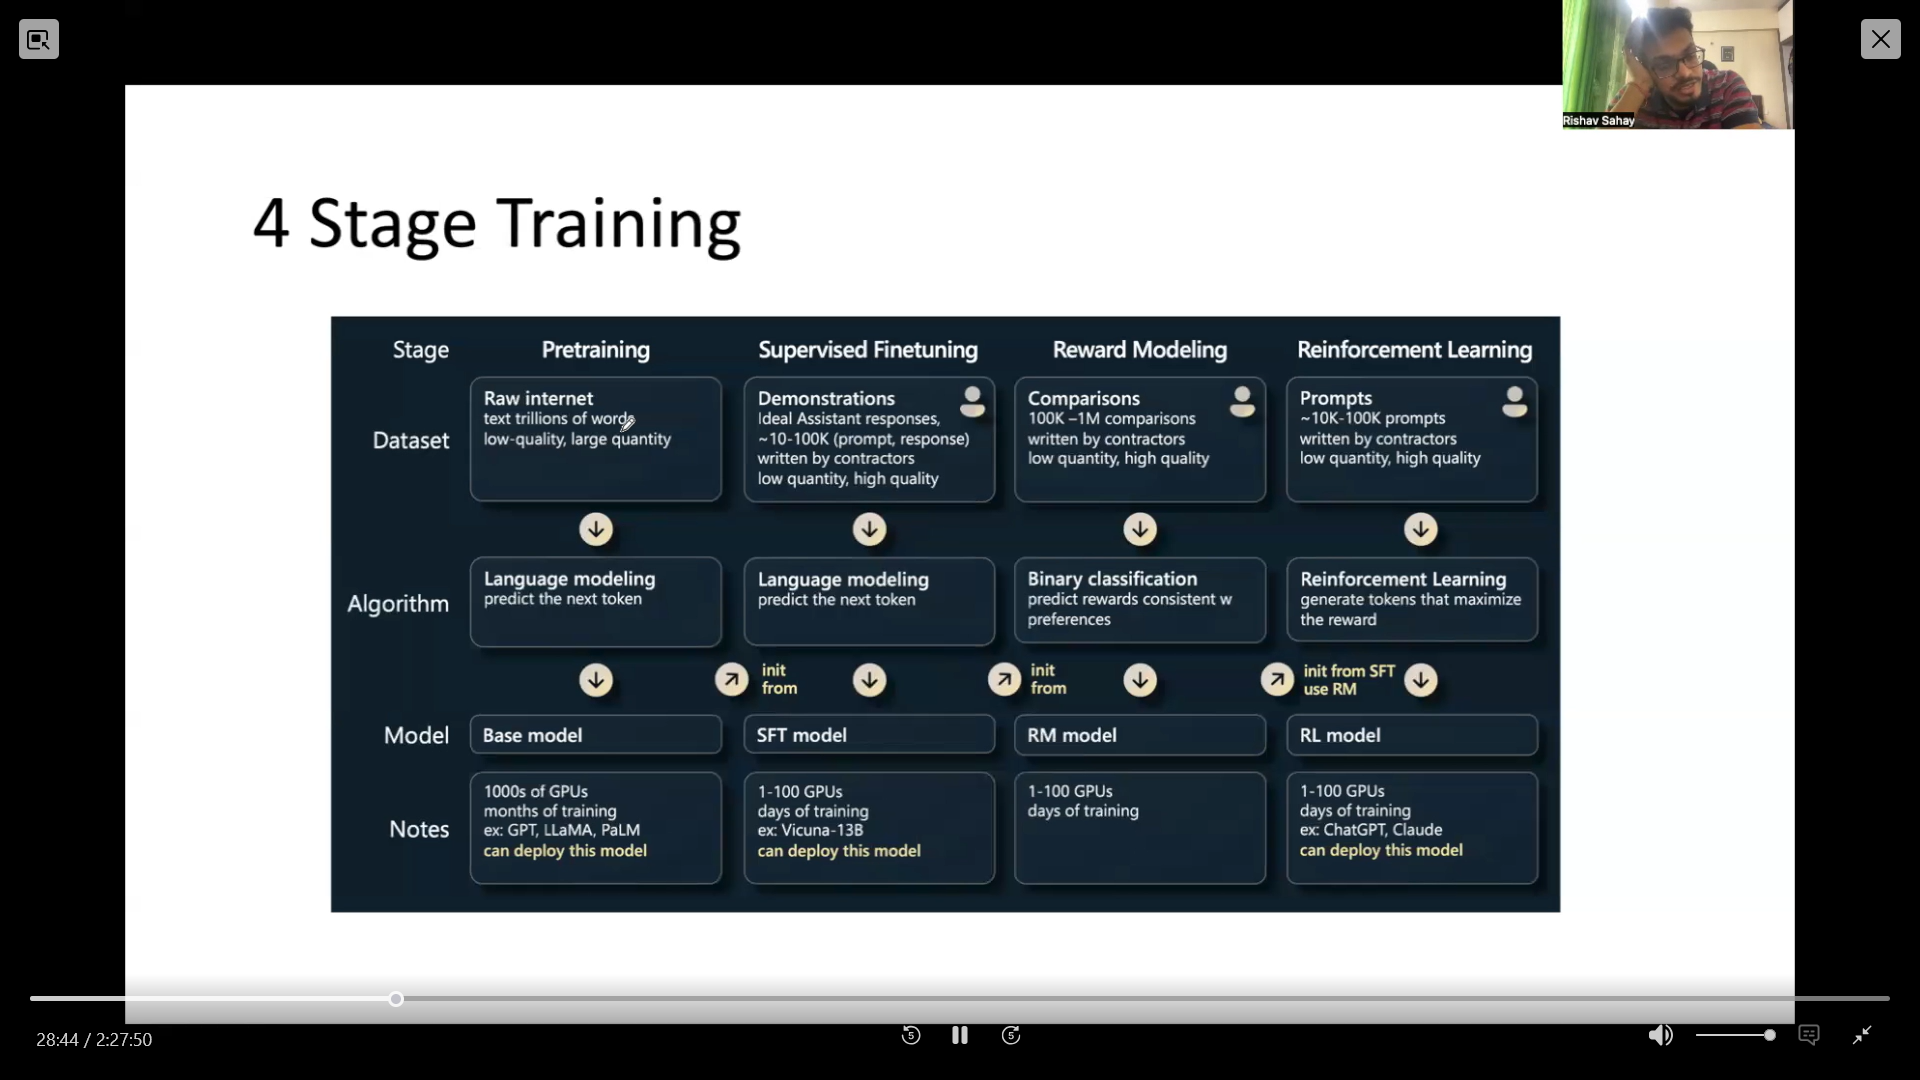 Rishav Sahay
4 Stage Training
Stage
Pretraining
Supervised Finetuning
Reward Modeling
Reinforcement Learning
Dataset
Raw internet
text trillions of words
low-quality, large quantity
Demonstrations
Ideal Assistant responses,
~10-100K (prompt, response)
written by contractors
low quantity, high quality
Comparisons
100K –1M comparisons
written by contractors
low quantity, high quality
Prompts
~10K-100K prompts
written by contractors
low quantity, high quality
Algorithm
Language modeling
predict the next token
Language modeling
predict the next token
Binary classification
predict rewards consistent w
preferences
Reinforcement Learning
generate tokens that maximize
the reward
init
from
init
from
init from SFT
use RM
Model
Base model
SFT model
RM model
RL model
Notes
1000s of GPUs
months of training
ex: GPT, LLaMA, PaLM
can deploy this model
1-100 GPUs
days of training
ex: Vicuna-13B
can deploy this model
1-100 GPUs
days of training
1-100 GPUs
days of training
ex: ChatGPT, Claude
can deploy this model
28:44 / 2:27:50
5
5